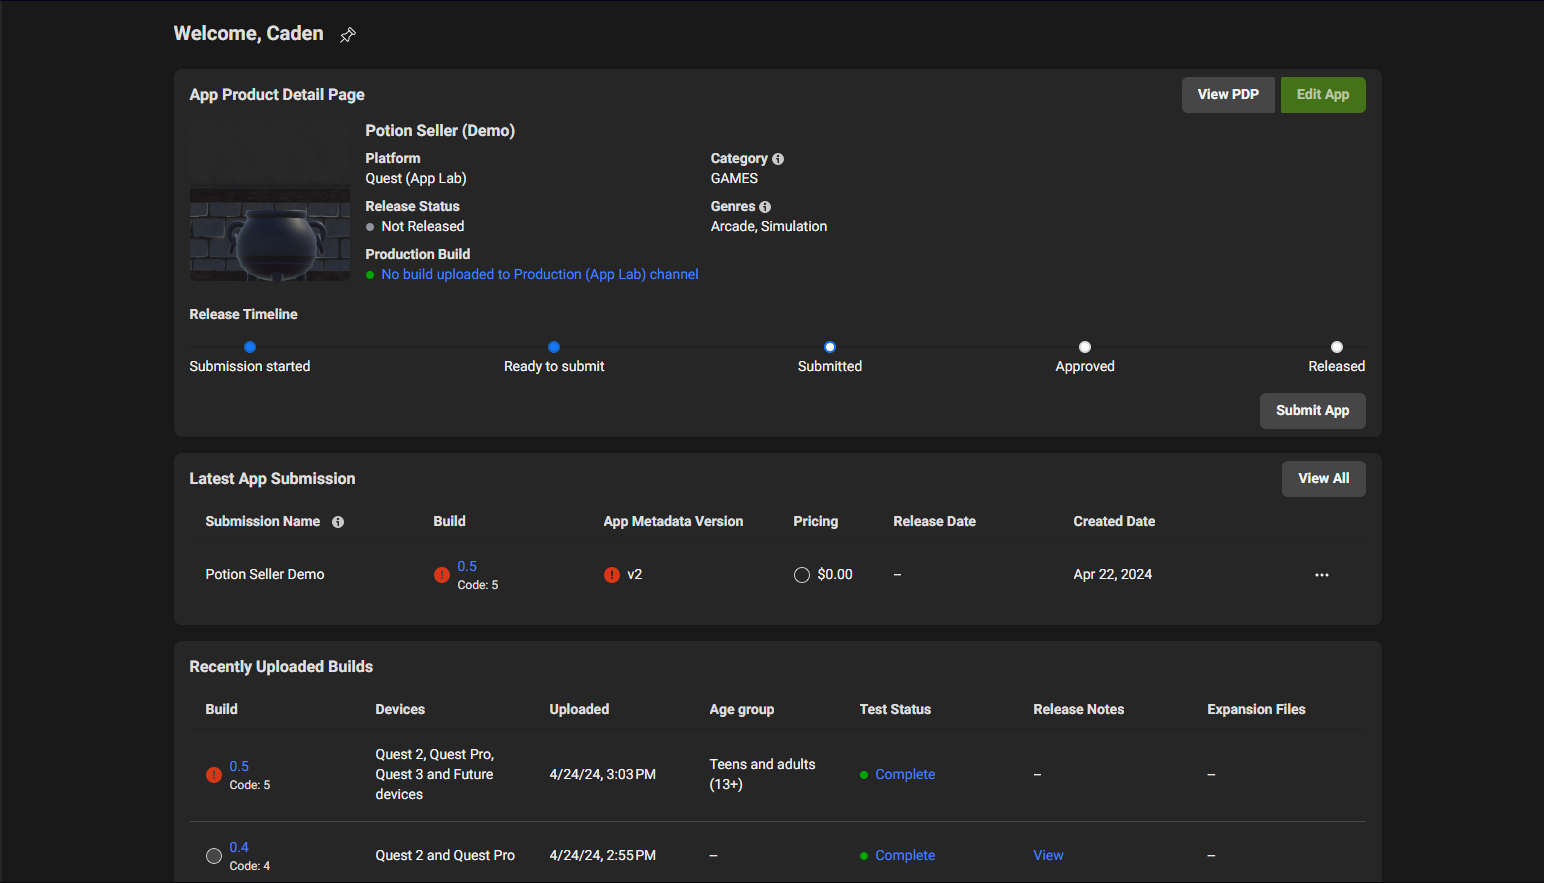 Welcome, Caden
App Product Detail Page
View PDP
Edit App
Potion Seller (Demo)
Platform
Quest (App Lab)
Category
GAMES
Release Status
Not Released
Genres
Arcade, Simulation
Production Build
No build uploaded to Production (App Lab) channel
Release Timeline
Submission started
Ready to submit
Submitted
Approved
Released
Submit App
Latest App Submission
View All
Submission Name Build App Metadata Version Pricing Release Date Created Date
Potion Seller Demo 0.5 v2 $0.00 – Apr 22, 2024 ...
Code: 5
Recently Uploaded Builds
Build Devices Uploaded Age group Test Status Release Notes Expansion Files
0.5
Code: 5
Quest 2, Quest Pro,
Quest 3 and Future
devices
4/24/24, 3:03 PM
Teens and adults
(13+)
Complete
–
–
0.4
Code: 4
Quest 2 and Quest Pro
4/24/24, 2:55 PM
–
Complete
View
–